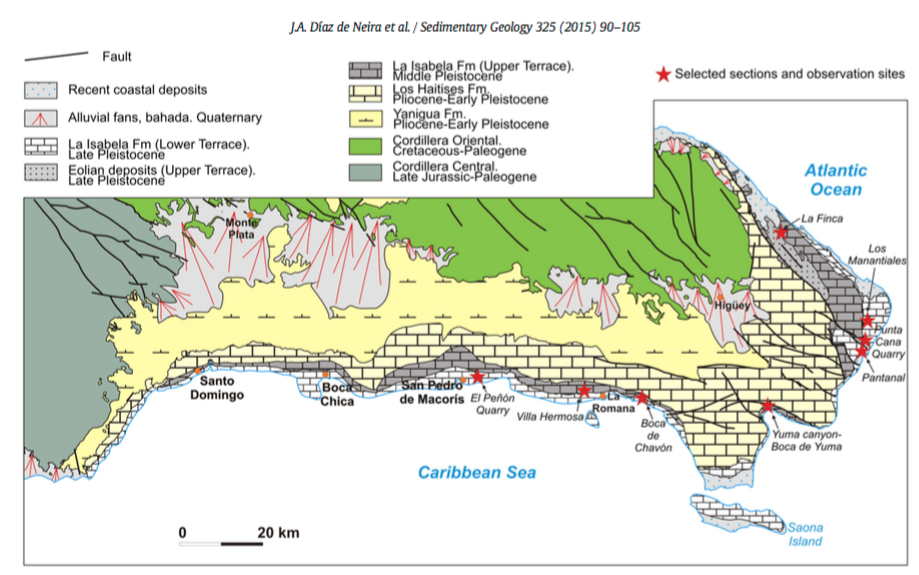 J.A. Díaz de Neira et al. / Sedimentary Geology 325 (2015) 90–105
Fault
Recent coastal deposits
Alluvial fans, bahada. Quaternary
La Isabela Fm (Lower Terrace).
Late Pleistocene
Eolian deposits (Upper Terrace).
Late Pleistocene
La Isabela Fm (Upper Terrace).
Middle Pleistocene
Los Haitises Fm.
Pliocene-Early Pleistocene
Yanigua Fm.
Pliocene-Early Pleistocene
Cordillera Oriental.
Cretaceous-Paleogene
Cordillera Central.
Late Jurassic-Paleogene
Selected sections and observation sites
Atlantic
Ocean
La Finca
Los
Manantiales
Monte
Plata
Higüey
Punta
Cana
Quarry
Pantanal
Santo
Domingo
Boca
Chica
San Pedro
de Macorís
El Peñón
Quarry
Villa Hermosa
La
Romana
Boca
de
Chavón
Yuma canyon-
Boca de Yuma
Caribbean Sea
0
20 km
Saona
Island